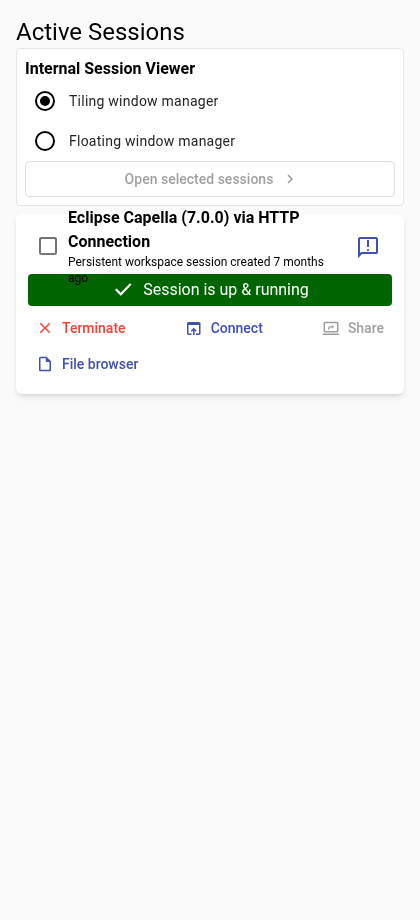 Active Sessions
Internal Session Viewer
Tiling window manager
Floating window manager
Open selected sessions
Eclipse Capella (7.0.0) via HTTP
Connection
Persistent workspace session created 7 months
ago
Session is up & running
Terminate
Connect
Share
File browser